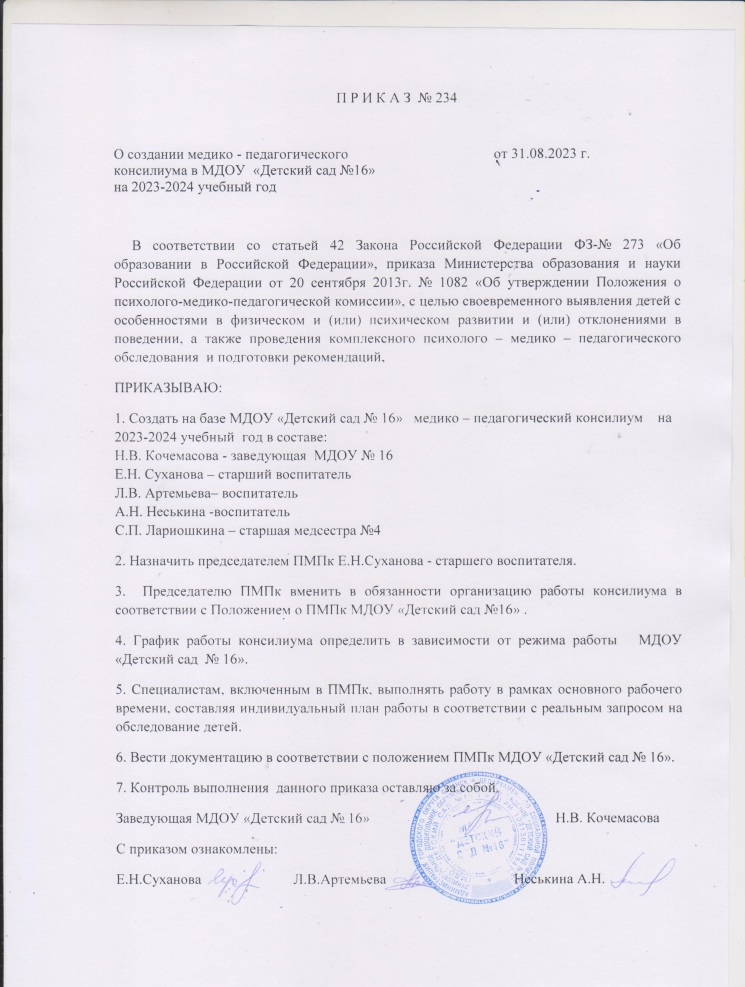 П Р И К А З № 234
О создании медико - педагогического от 31.08.2023 г.
консилиума в МДОУ «Детский сад №16»
на 2023-2024 учебный год
В соответствии со статьей 42 Закона Российской Федерации ФЗ-№ 273 «Об
образовании в Российской Федерации», приказа Министерства образования и науки
Российской Федерации от 20 сентября 2013г. № 1082 «Об утверждении Положения о
психолого-медико-педагогической комиссии», с целью своевременного выявления детей с
особенностями в физическом и (или) психическом развитии и (или) отклонениями в
поведении, а также проведения комплексного психолого – медико – педагогического
обследования и подготовки рекомендаций,
ПРИКАЗЫВАЮ:
1. Создать на базе МДОУ «Детский сад № 16» медико – педагогический консилиум на
2023-2024 учебный год в составе:
Н.В. Кочемасова - заведующая МДОУ № 16
Е.Н. Суханова – старший воспитатель
Л.В. Артемьева– воспитатель
А.Н. Неськина -воспитатель
С.П. Лариошкина – старшая медсестра №4
2. Назначить председателем ПМПк Е.Н.Суханова - старшего воспитателя.
3. Председателю ПМПк вменить в обязанности организацию работы консилиума в
соответствии с Положением о ПМПк МДОУ «Детский сад №16» .
4. График работы консилиума определить в зависимости от режима работы МДОУ
«Детский сад № 16».
5. Специалистам, включенным в ПМПк, выполнять работу в рамках основного рабочего
времени, составляя индивидуальный план работы в соответствии с реальным запросом на
обследование детей.
6. Вести документацию в соответствии с положением ПМПк МДОУ «Детский сад № 16».
7. Контроль выполнения данного приказа оставляю за собой.
Заведующая МДОУ «Детский сад № 16» Н.В. Кочемасова
"ДЕТСКИЙ
САД №16"
С приказом ознакомлены:
Е.Н.Суханова Л.В.Артемьева Неськина А.Н.